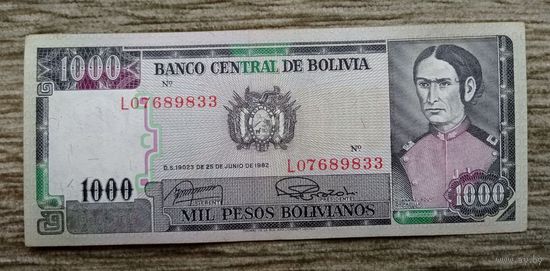 1000
BANCO CENTRAL DE BOLIVIA
Nº
L07689833
D.S. 19023 DE 25 DE JUNIO DE 1982
Nº
L07689833
1000
MIL PESOS BOLIVIANOS
1000